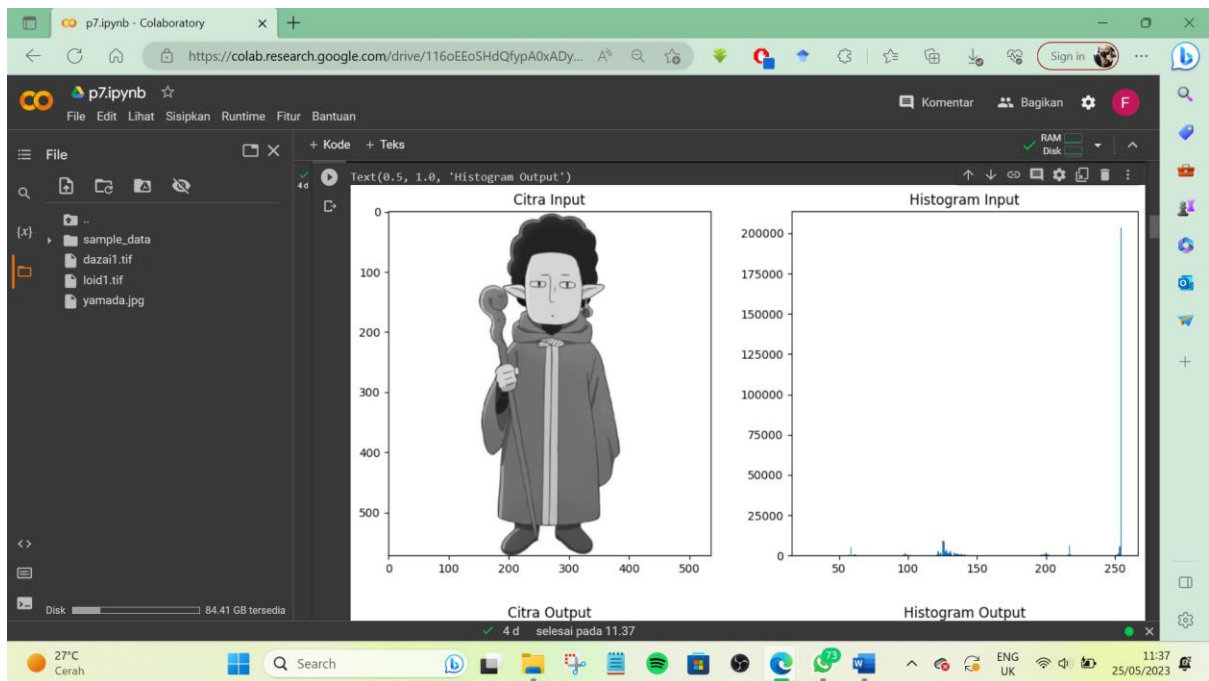 p7.ipynb - Colaboratory
https://colab.research.google.com/drive/116oEEoSHdQfypA0xADy...
Sign in
p7.ipynb
File Edit Lihat Sisipkan Runtime Fitur Bantuan
Komentar
Bagikan
F
File
+ Kode + Teks
RAM
Disk
..
sample_data
dazai1.tif
loid1.tif
yamada.jpg
{x}
4 d
Text(0.5, 1.0, 'Histogram Output')
Citra Input
0
100
200
300
400
500
0 100 200 300 400 500
Histogram Input
200000
175000
150000
125000
100000
75000
50000
25000
0
50 100 150 200 250
Citra Output
Histogram Output
Disk 84.41 GB tersedia
4 d selesai pada 11.37
27°C
Cerah
Search
73
ENG
UK
11:37
25/05/2023